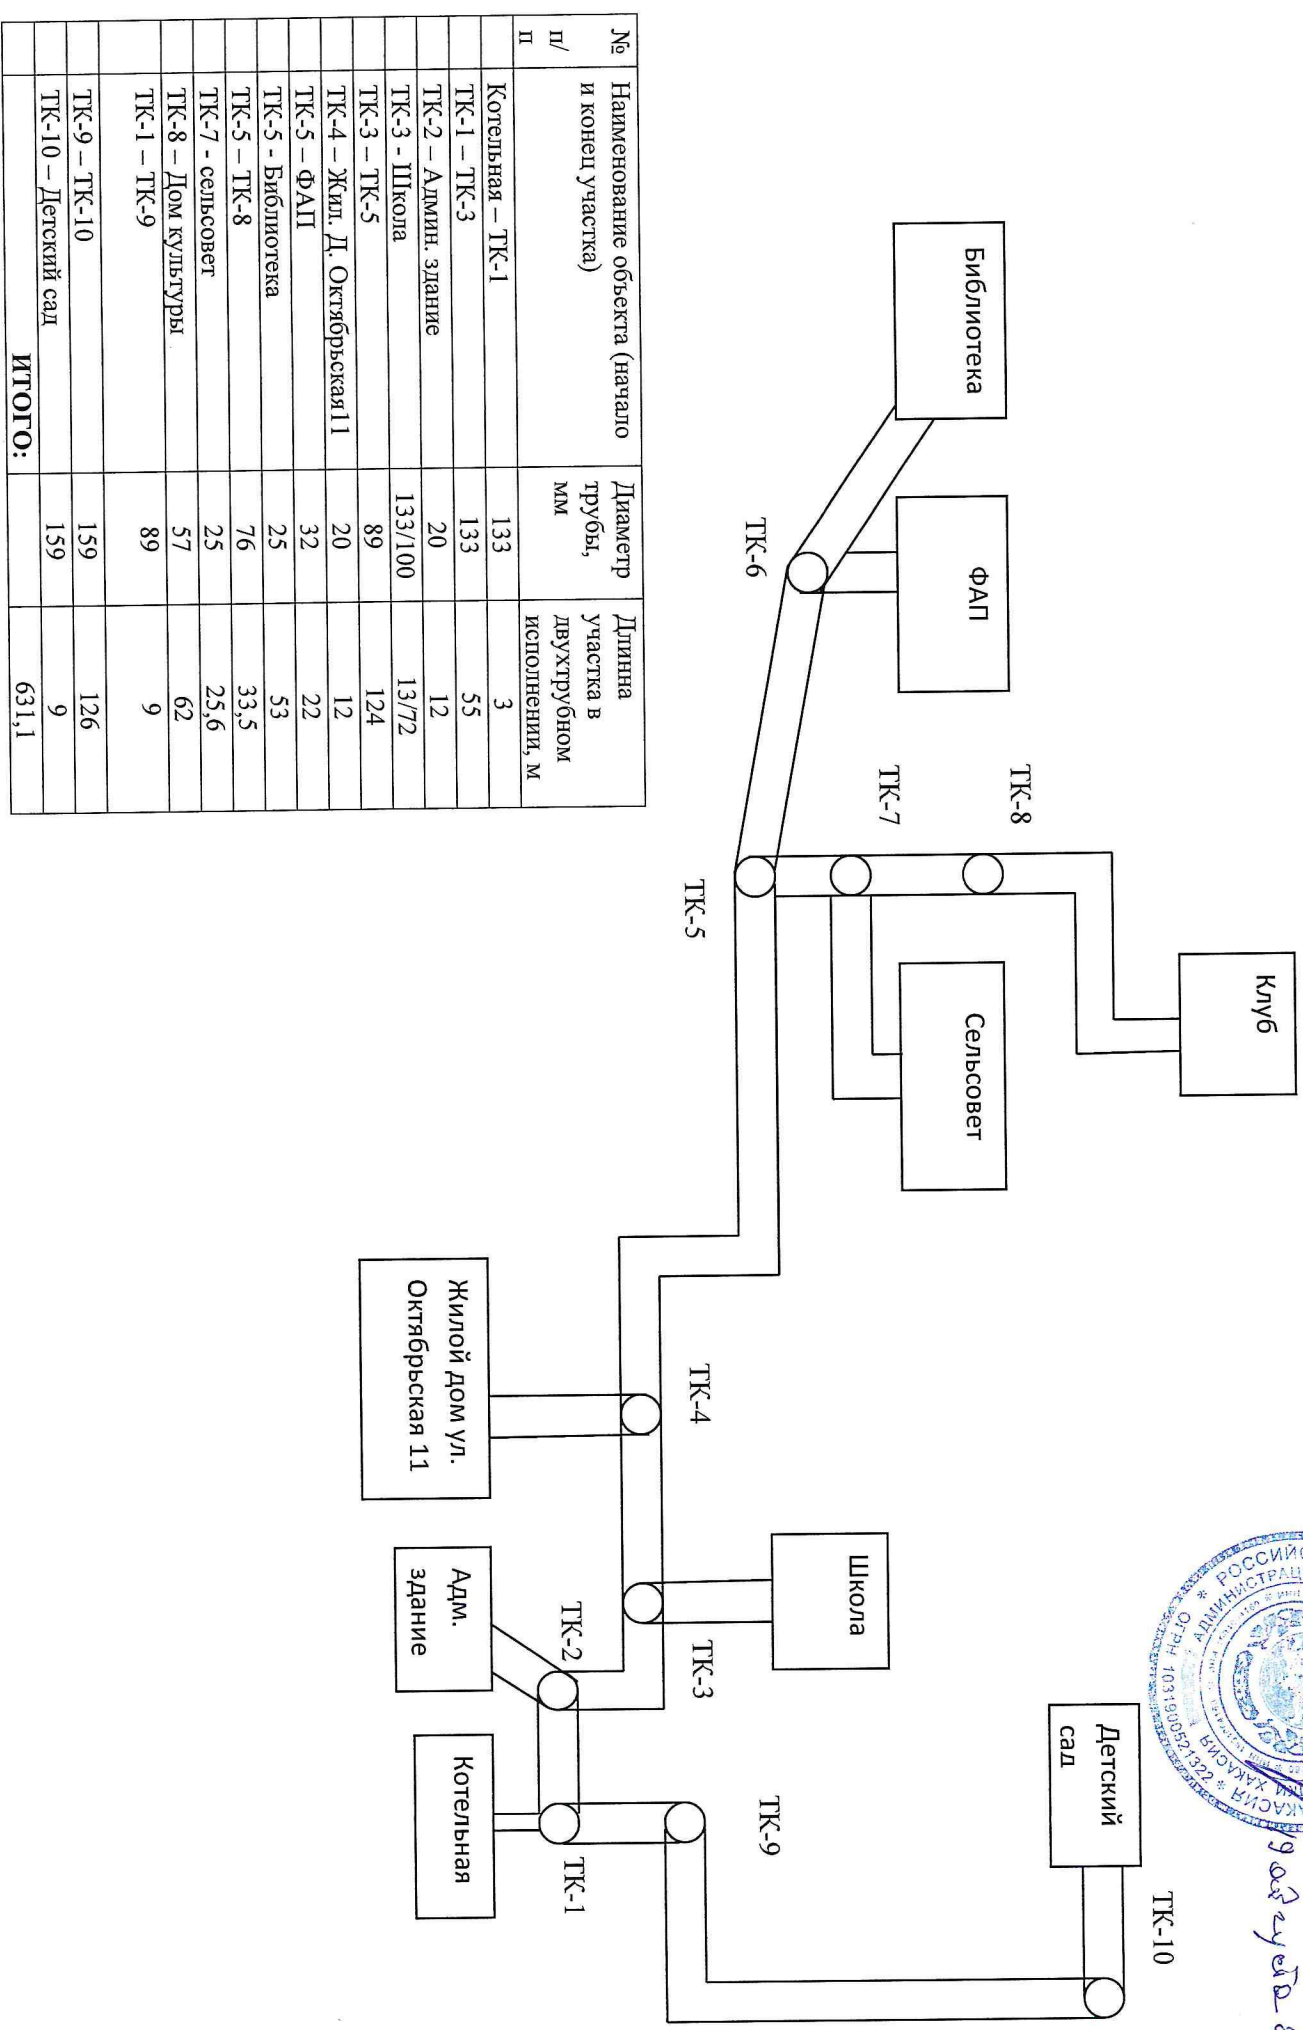 Клуб
ТК-8
Библиотека
ФАП
Сельсовет
ТК-7
ТК-6
ТК-5
Детский
сад
ТК-10
Школа
ТК-9
ТК-4
ТК-3
ТК-2
ТК-1
Жилой дом ул.
Октябрьская 11
Адм.
здание
Котельная
№ Наименование объекта (начало Диаметр Длинна
п/ и конец участка) трубы, участка в
п мм двухтрубном
исполнении, м
Котельная – ТК-1 133 3
ТК-1 – ТК-3 133 55
ТК-2 – Админ. здание 20 12
ТК-3 - Школа 133/100 13/72
ТК-3 – ТК-5 89 124
ТК-4 – Жил. Д. Октябрьская11 20 12
ТК-5 – ФАП 32 22
ТК-5 - Библиотека 25 53
ТК-5 – ТК-8 76 33,5
ТК-7 - сельсовет 25 25,6
ТК-8 – Дом культуры 57 62
ТК-1 – ТК-9 89 9
ТК-9 – ТК-10 159 126
ТК-10 – Детский сад 159 9
ИТОГО: 631,1